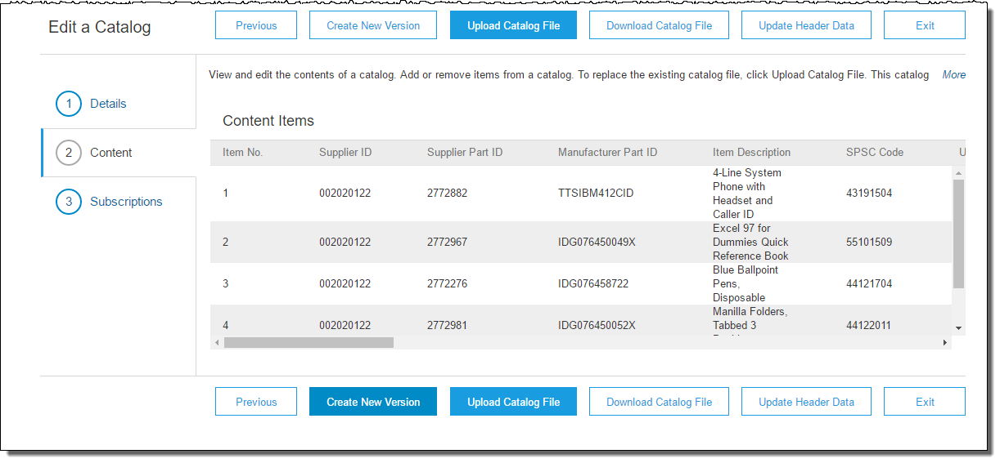 Edit a Catalog
Previous
Create New Version
Upload Catalog File
Download Catalog File
Update Header Data
Exit
1 Details
2 Content
3 Subscriptions
View and edit the contents of a catalog. Add or remove items from a catalog. To replace the existing catalog file, click Upload Catalog File. This catalog More
Content Items
Item No. Supplier ID Supplier Part ID Manufacturer Part ID Item Description SPSC Code U
4-Line System
Phone with
1 002020122 2772882 TTSIBM412CID 43191504
Headset and
Caller ID
Excel 97 for
2 002020122 2772967 IDG076450049X Dummies Quick 55101509
Reference Book
Blue Ballpoint
3 002020122 2772276 IDG076458722 Pens, 44121704
Disposable
Manilla Folders,
4 002020122 2772981 IDG076450052X Tabbed 3 44122011
Previous
Create New Version
Upload Catalog File
Download Catalog File
Update Header Data
Exit